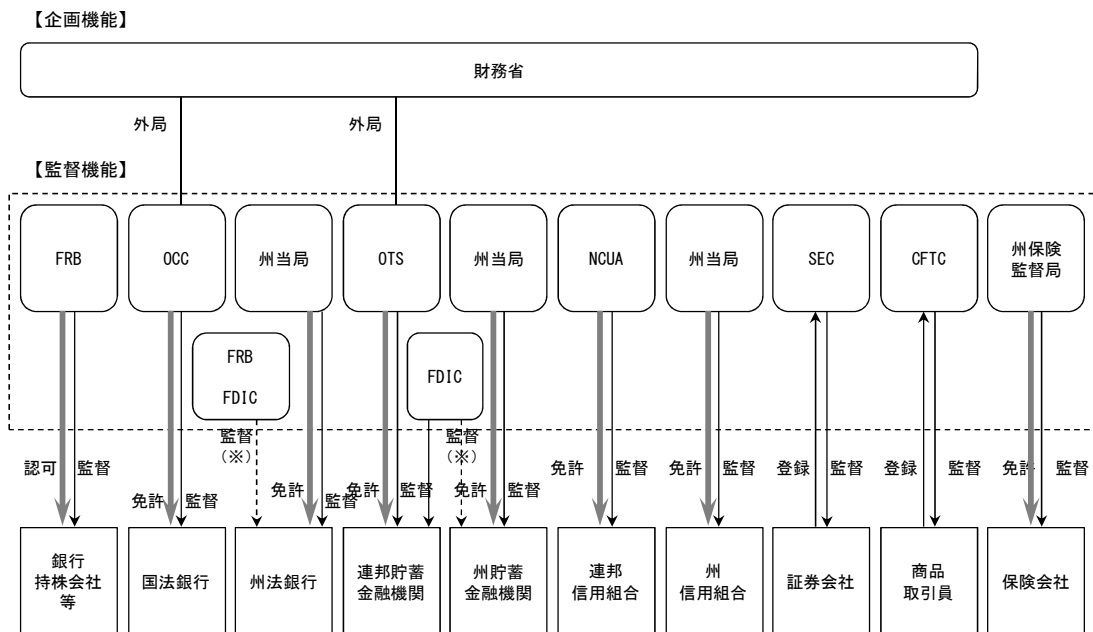 【企画機能】
財務省
外局
外局
【監督機能】
FRB
OCC
州当局
OTS
州当局
NCUA
州当局
SEC
CFTC
州保険
監督局
FRB
FDIC
FDIC
監督
(※)
監督
(※)
認可
監督
免許
監督
免許
監督
免許
監督
免許
監督
免許
監督
登録
監督
登録
監督
免許
監督
免許
銀行
持株会社
等
国法銀行
州法銀行
連邦貯蓄
金融機関
州貯蓄
金融機関
連邦
信用組合
州
信用組合
証券会社
商品
取引員
保険会社